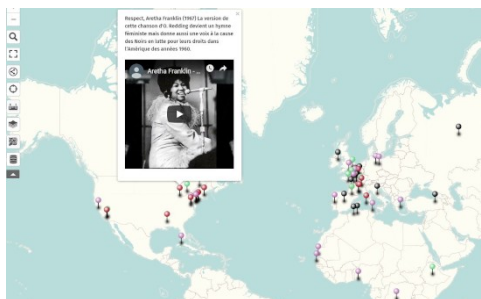 Respect, Aretha Franklin (1967) La version de
cette chanson d'O. Redding devient un hymne
féministe mais donne aussi une voix à la cause
des Noirs en lutte pour leurs droits dans
l'Amérique des années 1960.
Aretha Franklin -...